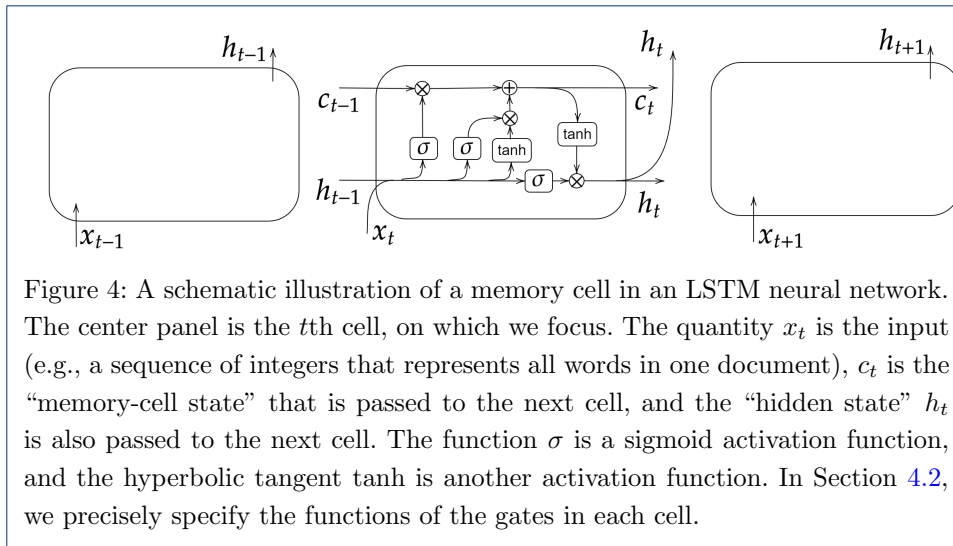 h_{t−1} h_t h_{t+1}
c_{t−1} ⊗ ⊕ c_t
⊗
σ σ tanh tanh
h_{t−1} σ ⊗ h_t
x_{t−1} x_t x_{t+1}
Figure 4: A schematic illustration of a memory cell in an LSTM neural network.
The center panel is the tth cell, on which we focus. The quantity x_t is the input
(e.g., a sequence of integers that represents all words in one document), c_t is the
“memory-cell state” that is passed to the next cell, and the “hidden state” h_t
is also passed to the next cell. The function σ is a sigmoid activation function,
and the hyperbolic tangent tanh is another activation function. In Section 4.2,
we precisely specify the functions of the gates in each cell.